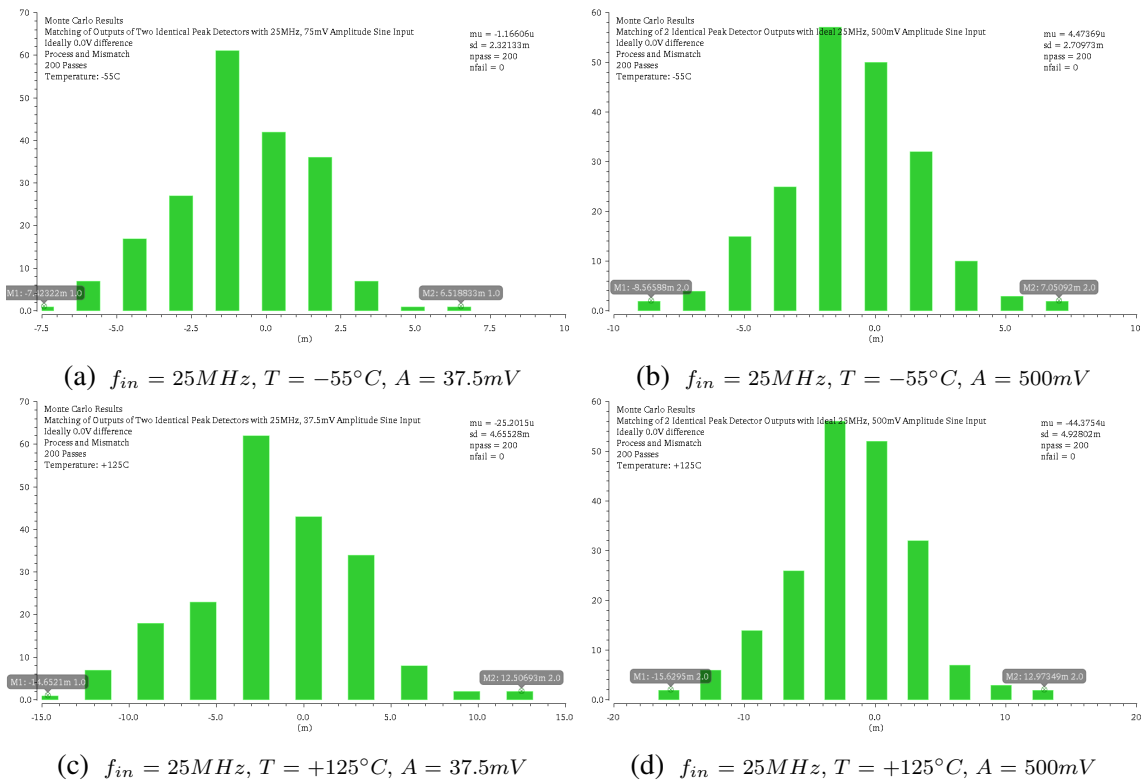 Monte Carlo Results
Matching of Outputs of Two Identical Peak Detectors with 25MHz, 75mV Amplitude Sine Input
Ideally 0.0V difference
Process and Mismatch
200 Passes
Temperature: -55C
mu = -1.16606u
sd = 2.32133m
npass = 200
nfail = 0
70
60
50
40
30
20
10
0.0
M1: -7.42322m 1.0
M2: 6.518833m 1.0
-7.5 -5.0 -2.5 0.0 2.5 5.0 7.5 10
(m)
(a) f_in = 25MHz, T = −55°C, A = 37.5mV
Monte Carlo Results
Matching of 2 Identical Peak Detector Outputs with Ideal 25MHz, 500mV Amplitude Sine Input
Ideally 0.0V difference
Process and Mismatch
200 Passes
Temperature: -55C
mu = 4.47369u
sd = 2.70973m
npass = 200
nfail = 0
60
50
40
30
20
10
0.0
M1: -8.56588m 2.0
M2: 7.05092m 2.0
-10 -5.0 0.0 5.0 10
(m)
(b) f_in = 25MHz, T = −55°C, A = 500mV
Monte Carlo Results
Matching of Outputs of Two Identical Peak Detectors with 25MHz, 37.5mV Amplitude Sine Input
Ideally 0.0V difference
Process and Mismatch
200 Passes
Temperature: +125C
mu = -25.2015u
sd = 4.65528m
npass = 200
nfail = 0
70
60
50
40
30
20
10
0.0
M1: -14.6521m 1.0
M2: 12.50693m 2.0
-15.0 -10.0 -5.0 0.0 5.0 10.0 15.0
(m)
(c) f_in = 25MHz, T = +125°C, A = 37.5mV
Monte Carlo Results
Matching of 2 Identical Peak Detector Outputs with Ideal 25MHz, 500mV Amplitude Sine Input
Ideally 0.0V difference
Process and Mismatch
200 Passes
Temperature: +125C
mu = -44.3754u
sd = 4.92802m
npass = 200
nfail = 0
60
50
40
30
20
10
0.0
M1: -15.6295m 2.0
M2: 12.97349m 2.0
-20 -10 0.0 10 20
(m)
(d) f_in = 25MHz, T = +125°C, A = 500mV